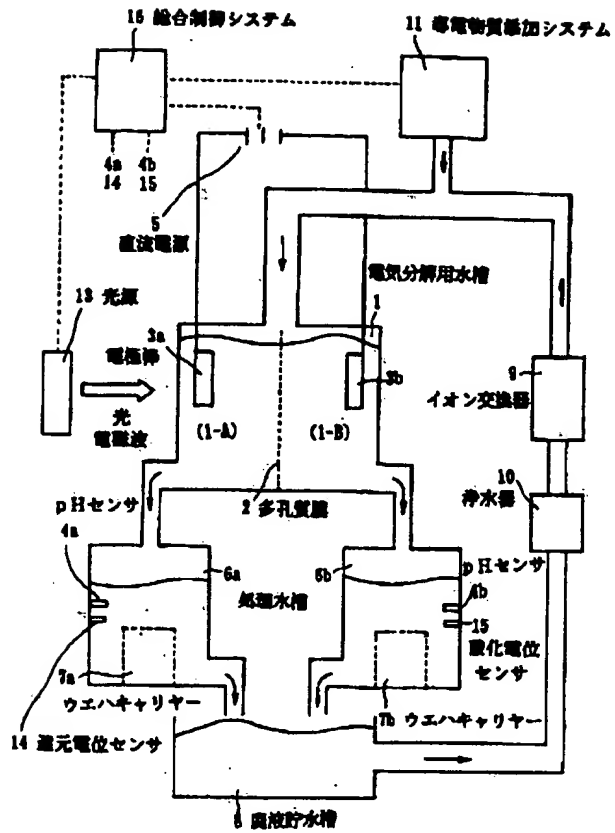 16 総合制御システム
11 導電物質添加システム
4a 4b
14 15
5
直流電源
電気分解用水槽
13 光源
3a
電極棒
1
3b
9
イオン交換器
光
電磁波
(1-A)
(1-B)
10
浄水器
2 多孔質膜
pHセンサ
4a
6a
6b
pHセンサ
処理水槽
4b
15
酸化電位
センサ
7a
7b ウエハキャリヤー
ウエハキャリヤー
14 還元電位センサ
8 廃液貯水槽